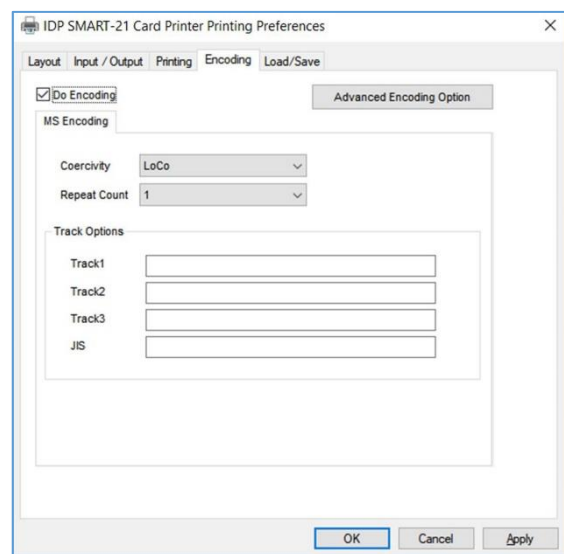 IDP SMART-21 Card Printer Printing Preferences
Layout Input / Output Printing Encoding Load/Save
Do Encoding Advanced Encoding Option
MS Encoding
Coercivity LoCo
Repeat Count 1
Track Options
Track1
Track2
Track3
JIS
OK Cancel Apply